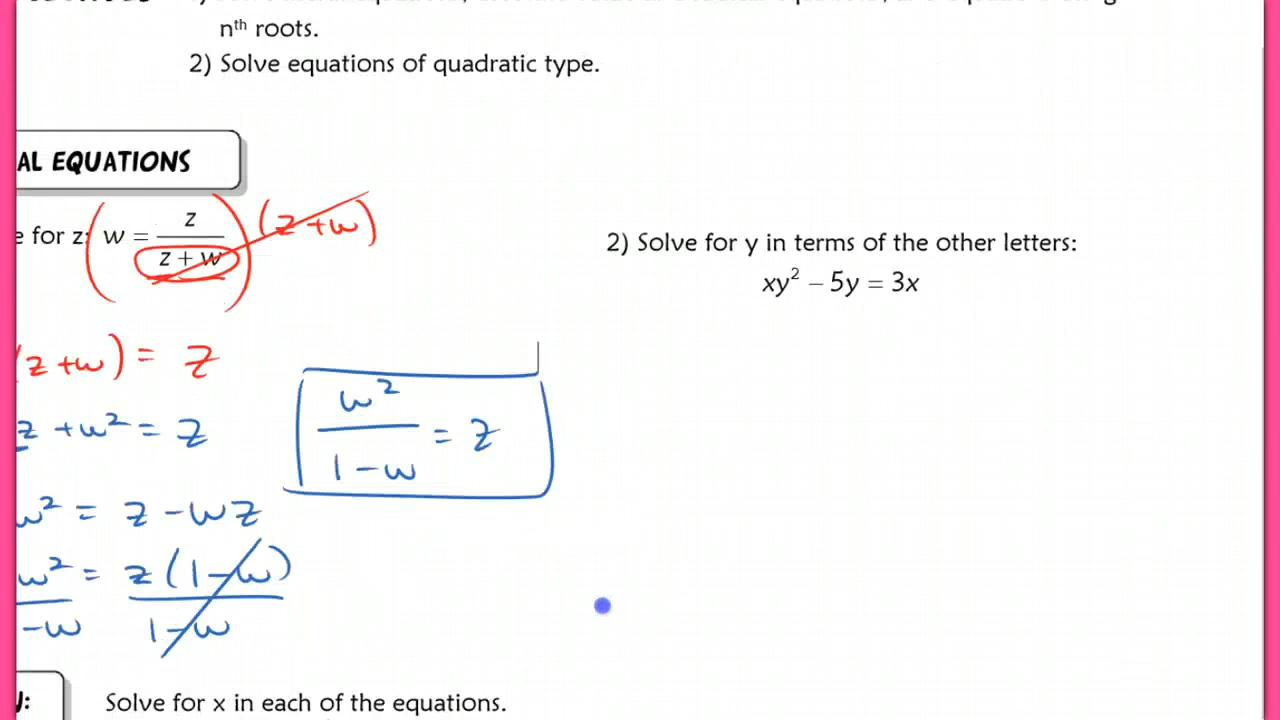 nth roots.
2) Solve equations of quadratic type.
AL EQUATIONS
e for z: ( w = z / (z + w) ) (z + w)
(z + w) = z
z + w² = z
w² = z - wz
w² = z(1 - w)
-w 1 - w
w² / (1 - w) = z
2) Solve for y in terms of the other letters:
xy² − 5y = 3x
Solve for x in each of the equations.